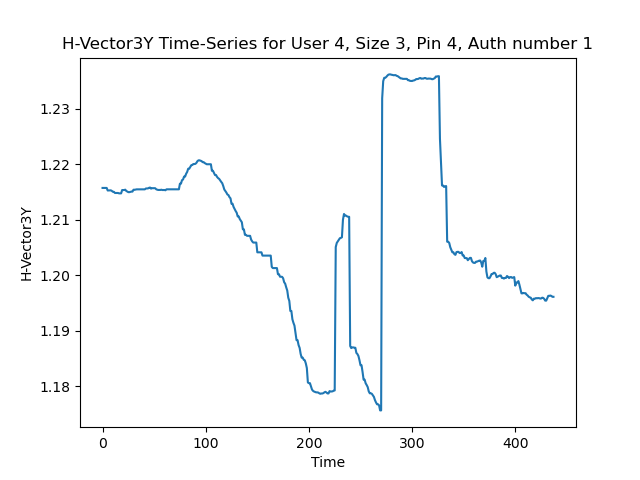 H-Vector3Y Time-Series for User 4, Size 3, Pin 4, Auth number 1
H-Vector3Y
1.23
1.22
1.21
1.20
1.19
1.18
0 100 200 300 400
Time